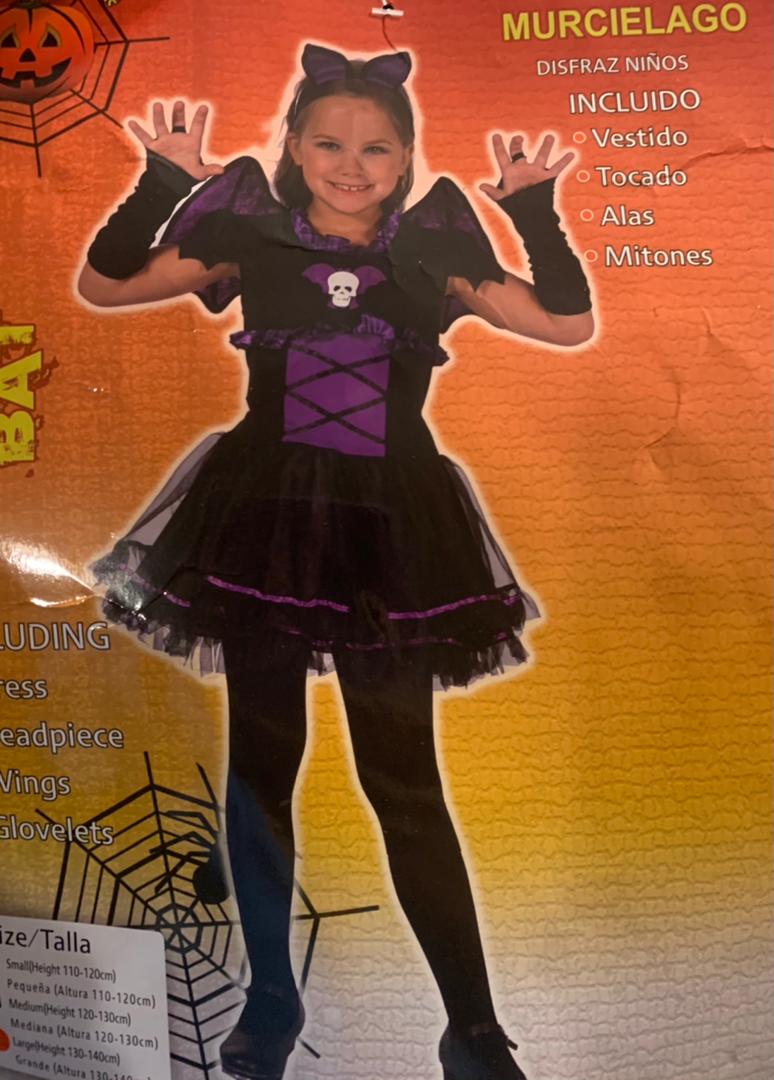 MURCIELAGO
DISFRAZ NIÑOS
INCLUIDO
Vestido
Tocado
Alas
Mitones
BAT
LUDING
ress
eadpiece
Wings
Glovelets
ize/Talla
Small(Height 110-120cm)
Pequeña (Altura 110-120cm)
Medium(Height 120-130cm)
Mediana (Altura 120-130cm)
Large(Height 130-140cm)
Grande (Altura 130-140cm)